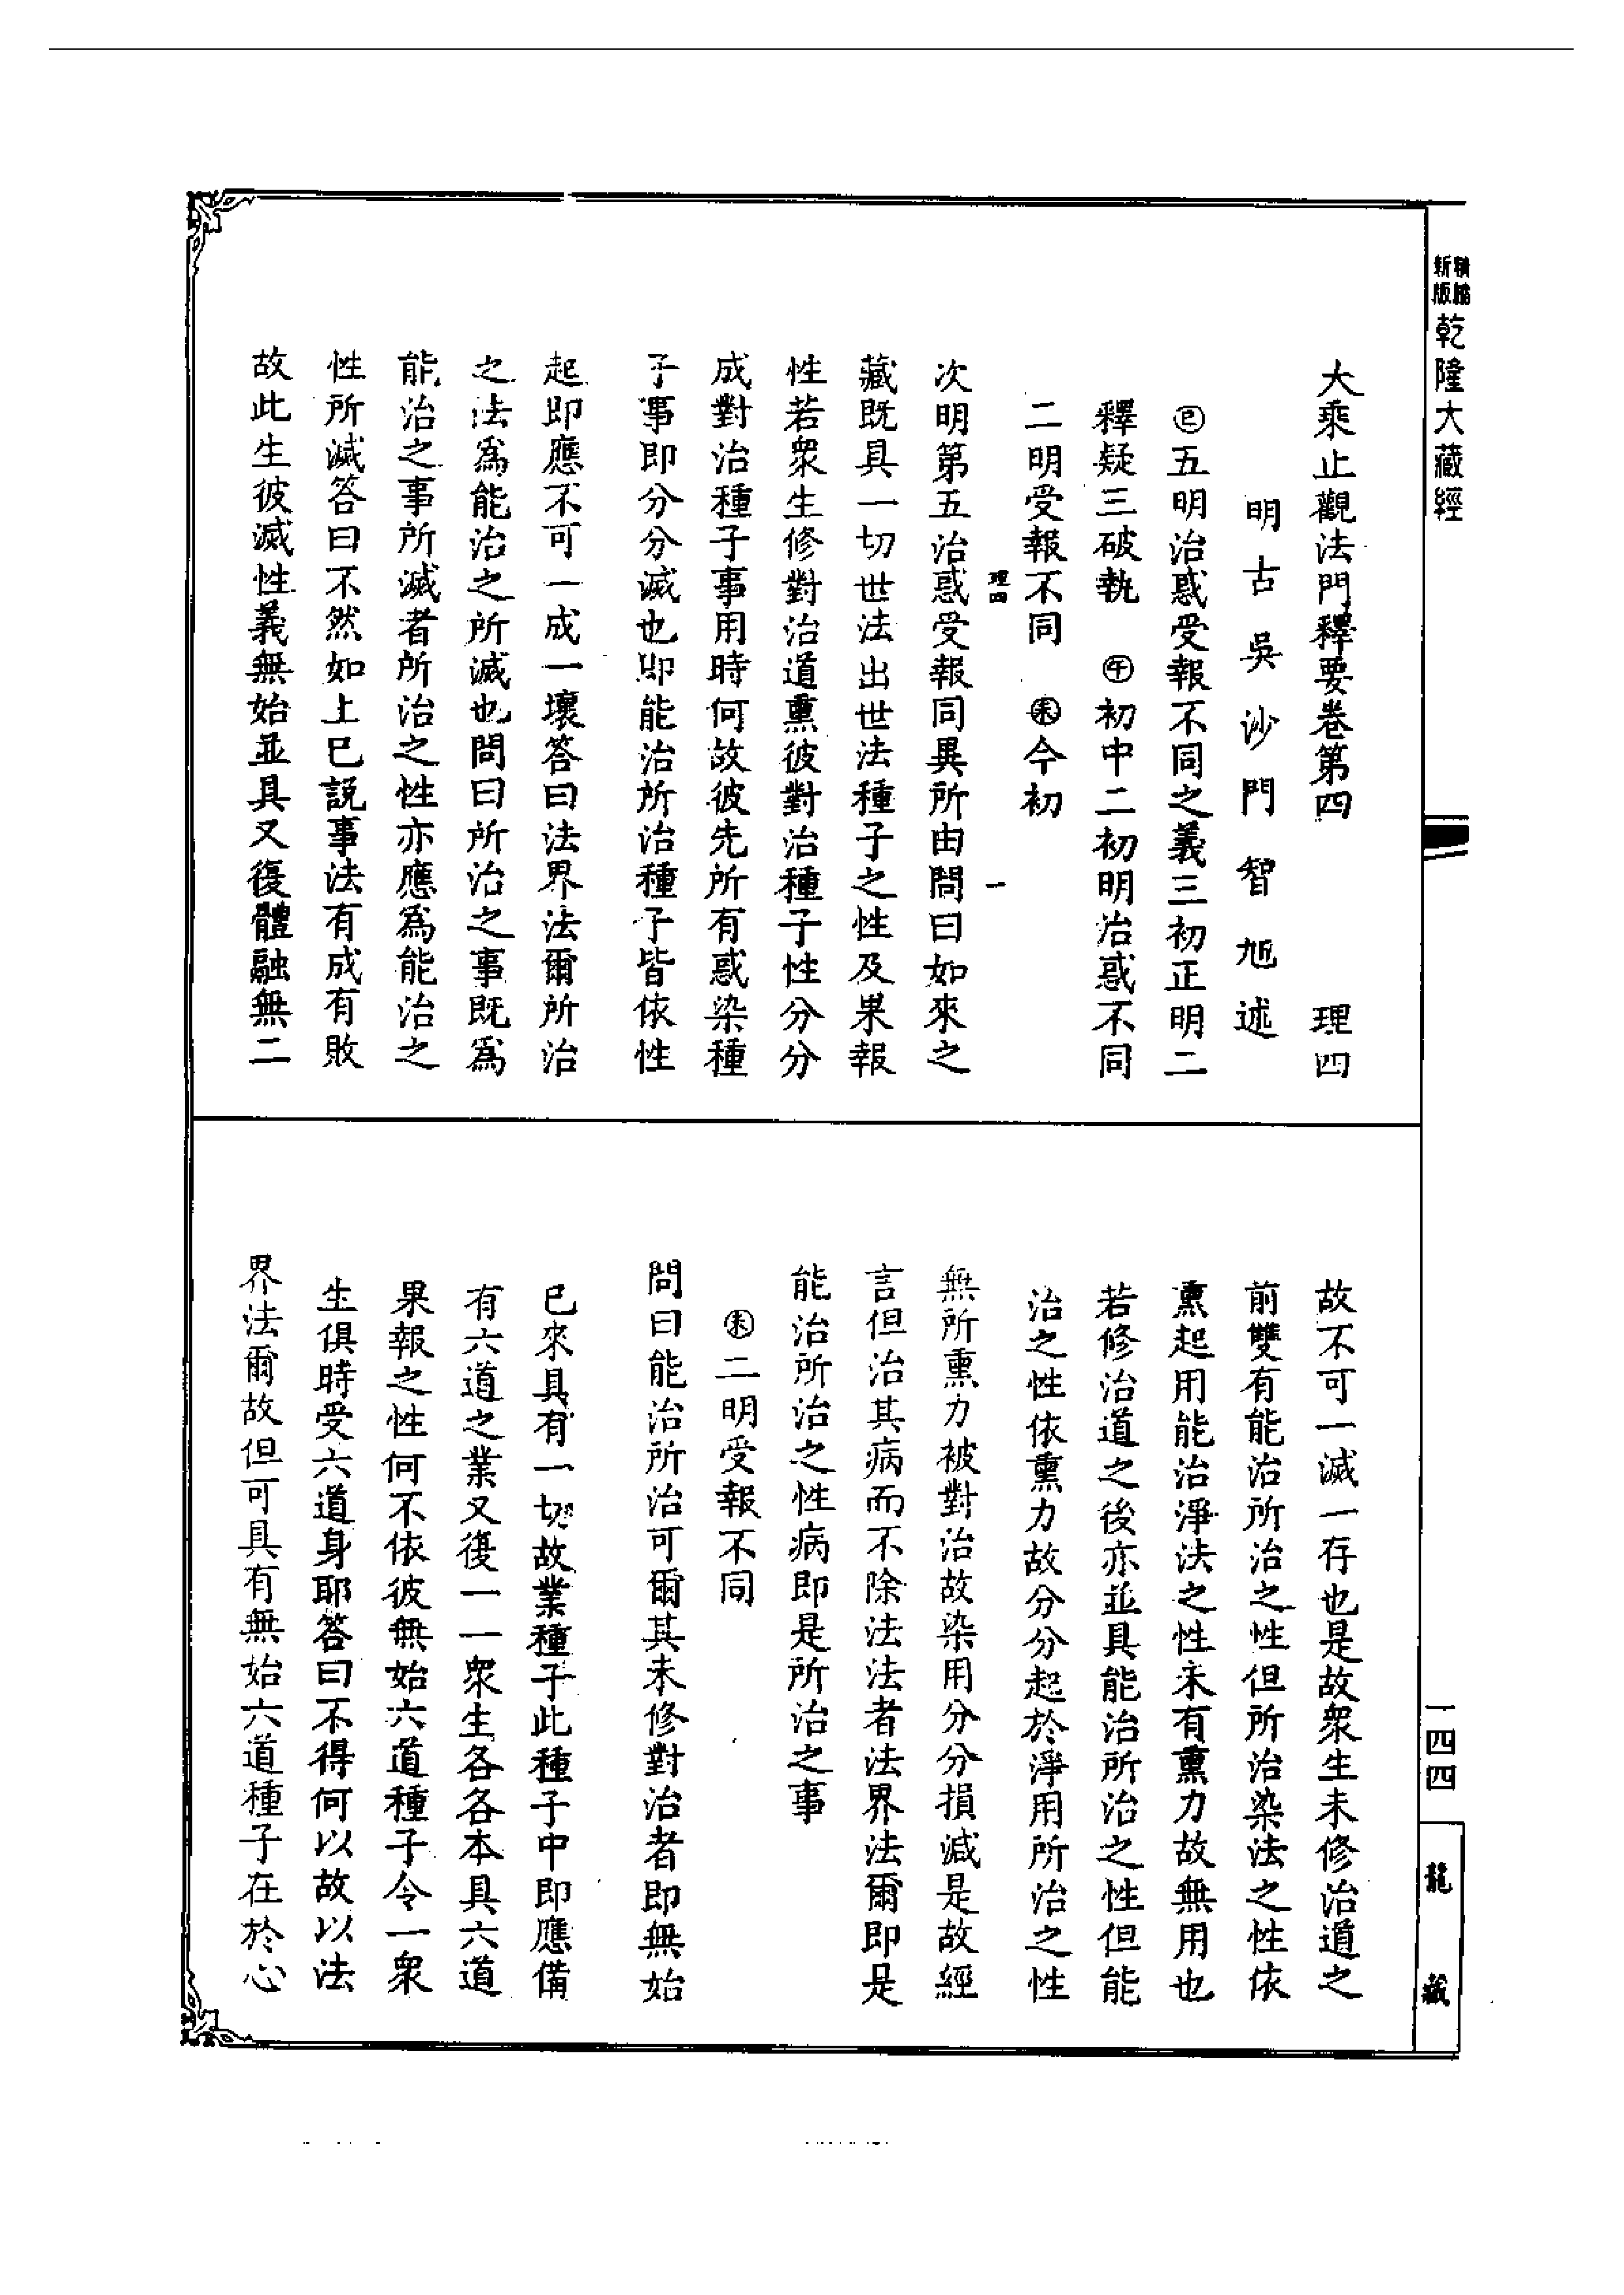 精縮
新版
乾隆大藏經
大乘止觀法門釋要卷第四　理四
明古吳沙門智旭述
㊁五明治惑受報不同之義三初正明二
釋疑三破執　㊌初中二初明治惑不同
二明受報不同　㊍今初
理四　一
次明第五治惑受報同異所由問曰如來之
藏既具一切世法出世法種子之性及果報
性若衆生修對治道熏彼對治種子性分分
成對治種子事用時何故彼先所有惑染種
子事即分分滅也即能治所治種子皆依性
起即應不可一成一壞答曰法界法爾所治
之法爲能治之所滅也問曰所治之事既爲
能治之事所滅者所治之性亦應爲能治之
性所滅答曰不然如上已説事法有成有敗
故此生彼滅性義無始並具又復體融無二
故不可一滅一存也是故衆生未修治道之
前雙有能治所治之性但所治染法之性依
熏起用能治淨法之性未有熏力故無用也
若修治道之後亦並具能治所治之性但能
治之性依熏力故分分起於淨用所治之性
無所熏力被對治故染用分分損減是故經
言但治其病而不除法法者法界法爾即是
能治所治之性病即是所治之事
二明受報不同
問曰能治所治可爾其未修對治者即無始
已來具有一切故業種子此種子中即應備
有六道之業又復一一衆生各各本具六道
果報之性何不依彼無始六道種子令一衆
生俱時受六道身耶答曰不得何以故以法
界法爾故但可具有無始六道種子在於心
一四四
龍藏